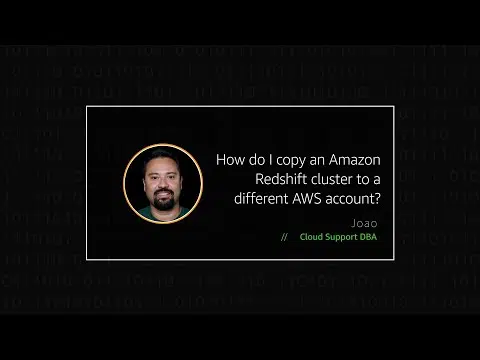 How do I copy an Amazon
Redshift cluster to a
different AWS account?
Joao
// Cloud Support DBA